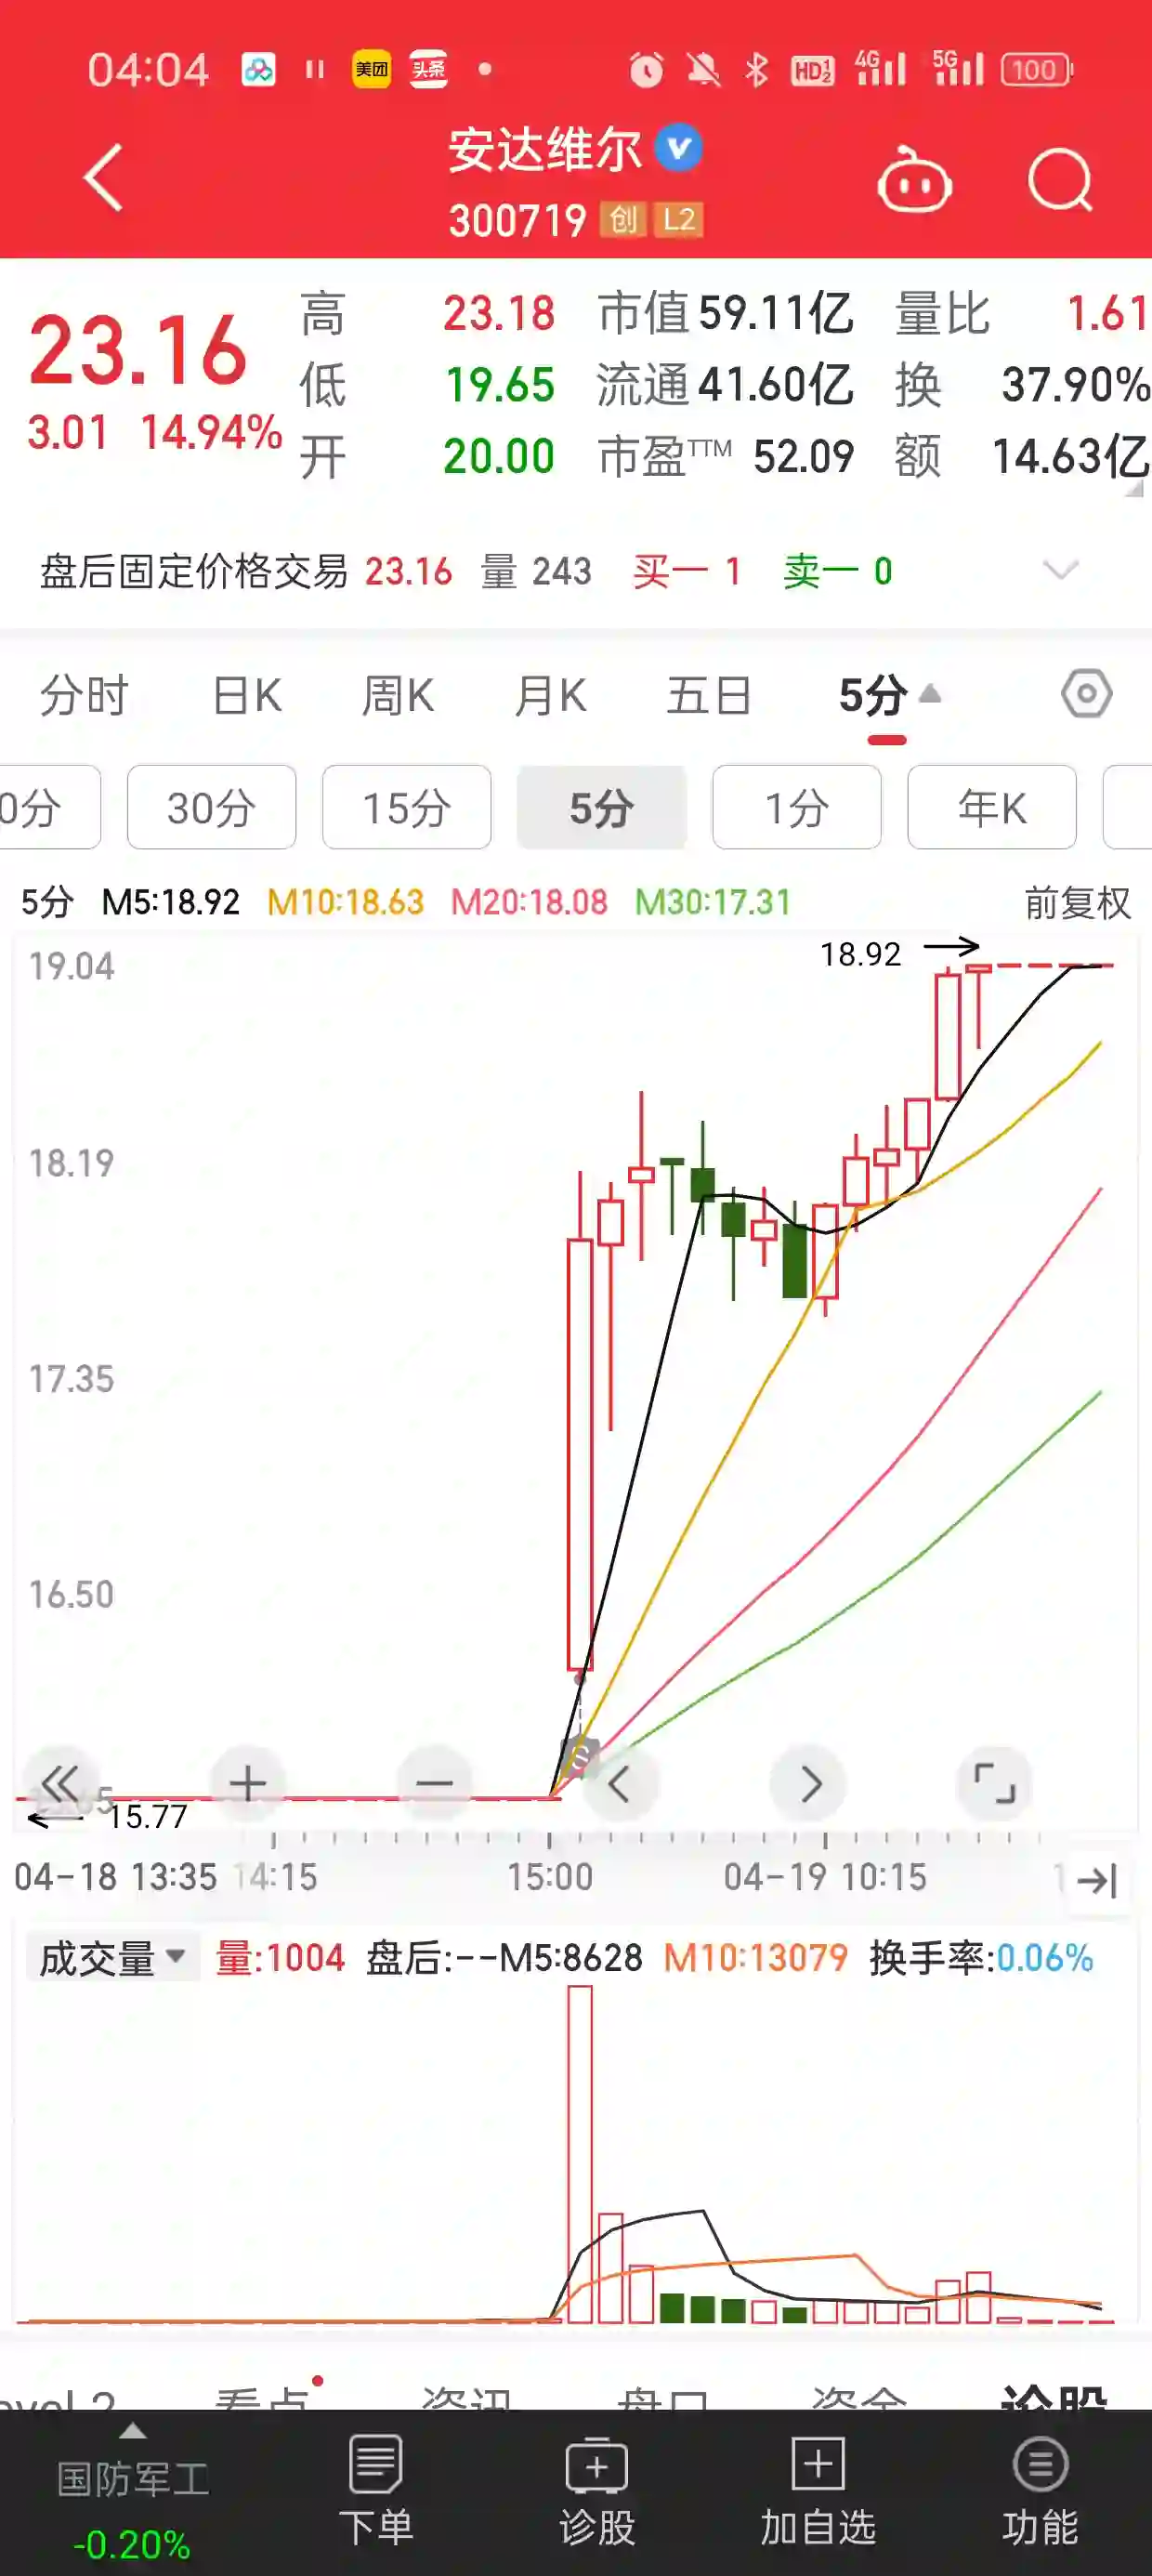 04:04 美团 头条 HD 1 2 4G 5G 100
安达维尔
300719 创 L2
23.16
3.01 14.94%
高 23.18 市值 59.11亿 量比 1.61
低 19.65 流通 41.60亿 换 37.90%
开 20.00 市盈TTM 52.09 额 14.63亿
盘后固定价格交易 23.16 量 243 买一 1 卖一 0
分时 日K 周K 月K 五日 5分
0分 30分 15分 5分 1分 年K
5分 M5:18.92 M10:18.63 M20:18.08 M30:17.31 前复权
19.04
18.92
18.19
17.35
16.50
15.77
04-18 13:35 14:15 15:00 04-19 10:15
成交量 量:1004 盘后:--M5:8628 M10:13079 换手率:0.06%
看点 资讯 盘口 资金 诊股
国防军工
-0.20%
下单 诊股 加自选 功能